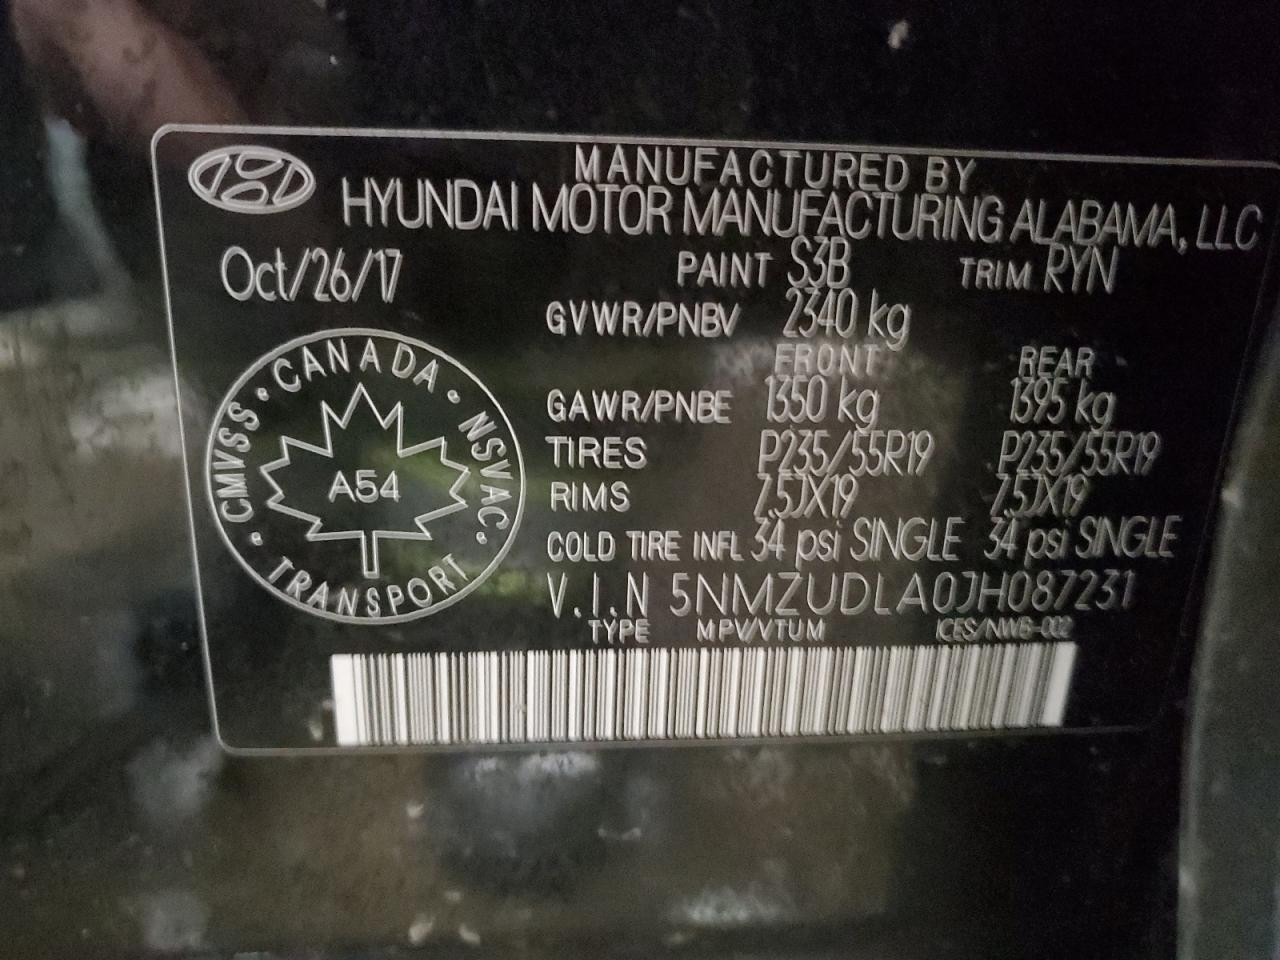 MANUFACTURED BY
HYUNDAI MOTOR MANUFACTURING ALABAMA, LLC
Oct/26/17 PAINT S3B TRIM RYN
GVWR/PNBV 2340 kg
FRONT REAR
GAWR/PNBE 1350 kg 1395 kg
TIRES P235/55R19 P235/55R19
RIMS 7.5JX19 7.5JX19
COLD TIRE INFL 34 psi SINGLE 34 psi SINGLE
V.I.N 5NMZUDLA0JH087231
TYPE MPV/VTUM ICES/NWB-002
• CANADA •
CMVSS NSVAC
A54
• TRANSPORT •